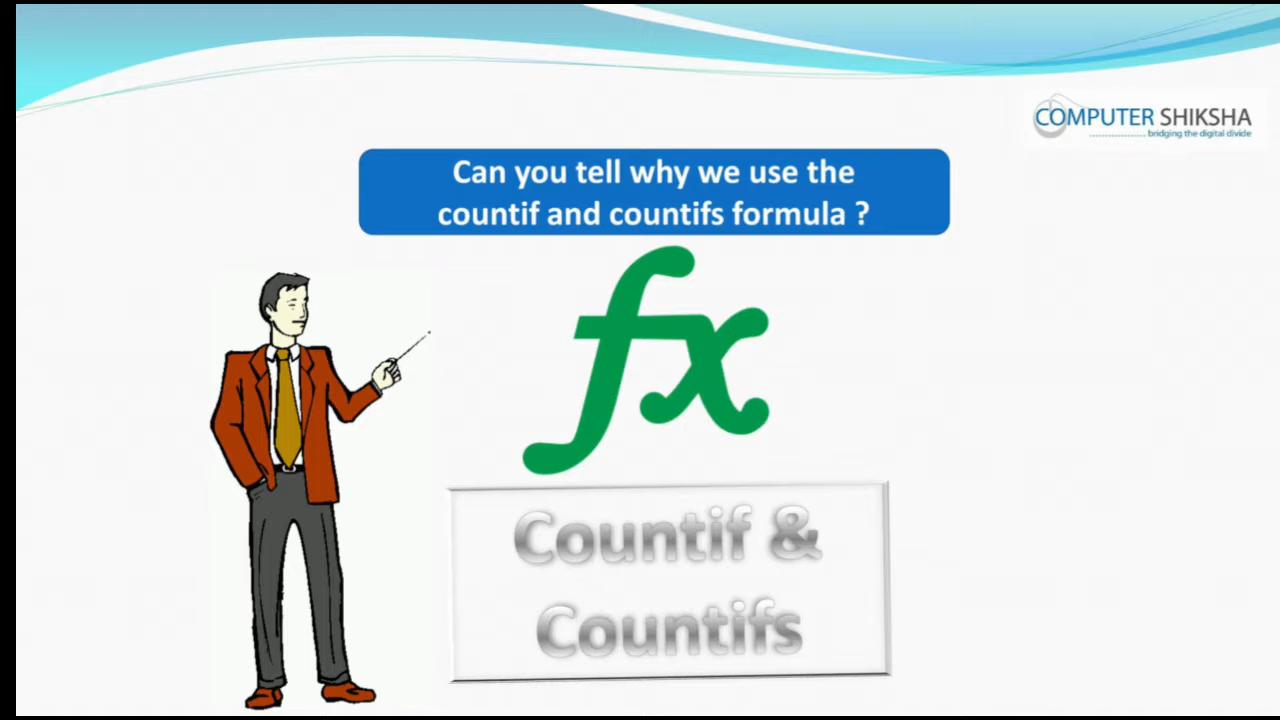 COMPUTER SHIKSHA
bridging the digital divide
Can you tell why we use the
countif and countifs formula ?
fx
Countif &
Countifs